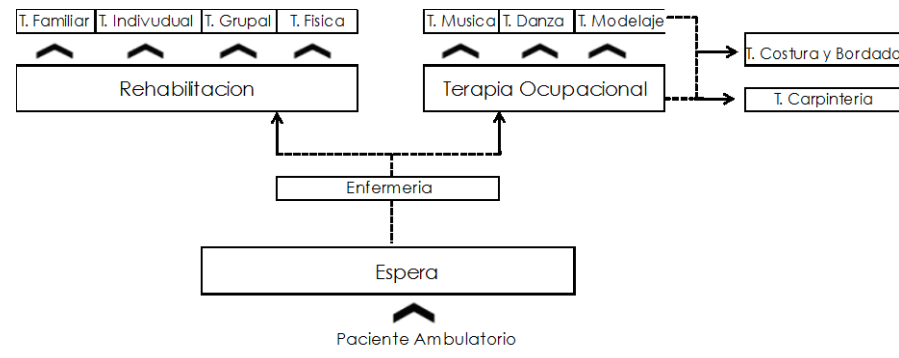 T. Familiar
T. Indivudual
T. Grupal
T. Fisica
T. Musica
T. Danza
T. Modelaje
T. Costura y Bordado
Rehabilitacion
Terapia Ocupacional
T. Carpinteria
Enfermeria
Espera
Paciente Ambulatorio